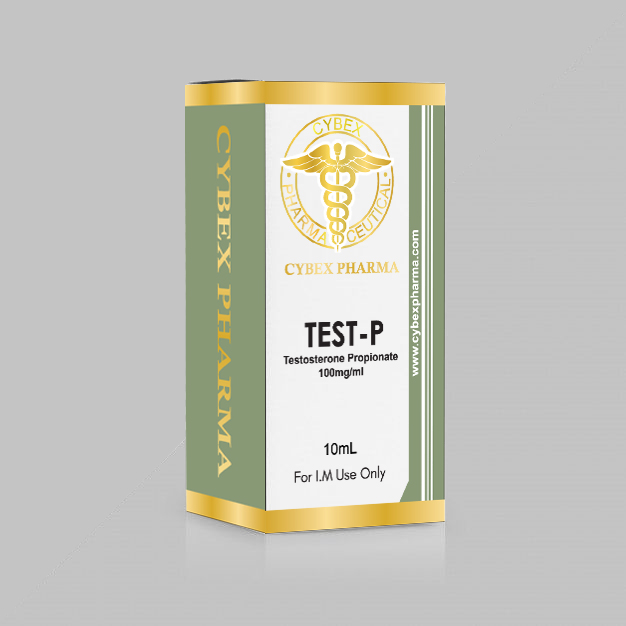 CYBEX PHARMA
CYBEX
PHARMACEUTICAL
CYBEX PHARMA
TEST-P
Testosterone Propionate
100mg/ml
10mL
For I.M Use Only
www.cybexpharma.com